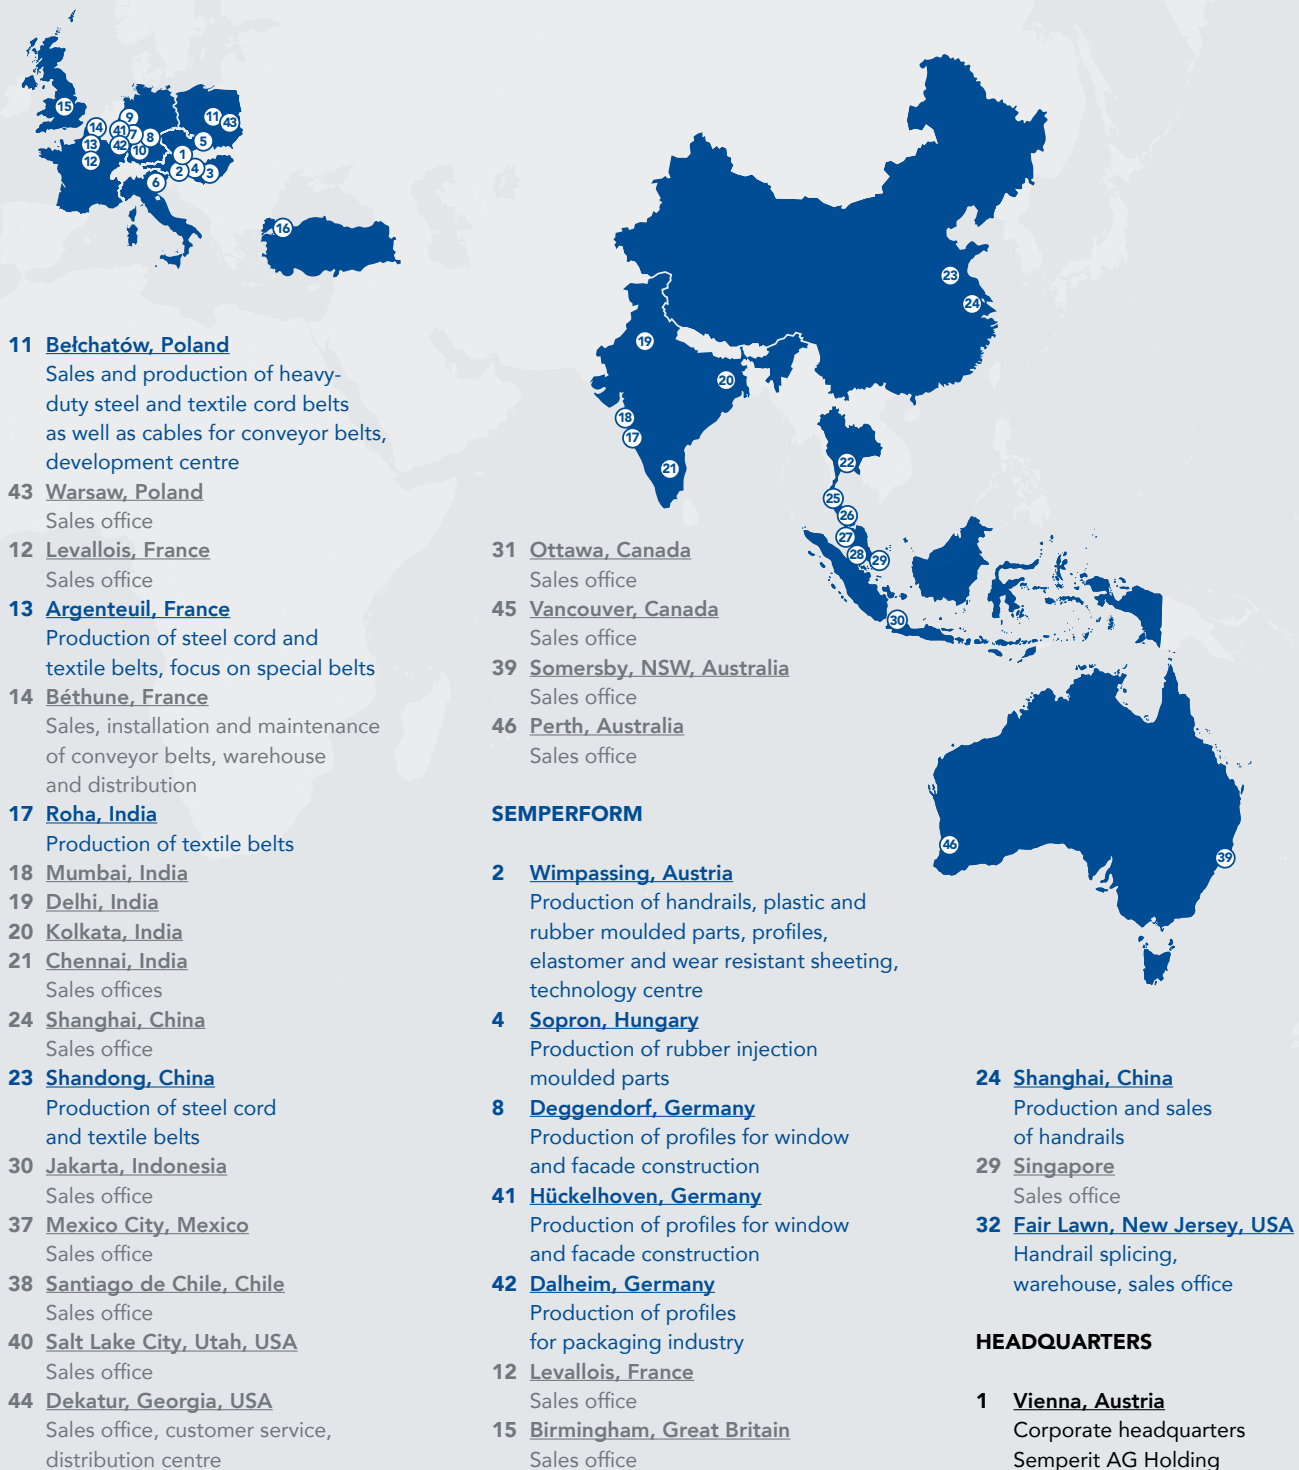 15
9
14
41
7
8
11
43
13
42
10
5
12
1
2
4
3
6
16
23
24
19
20
18
17
21
22
25
26
27
28
29
30
46
39
11 Bełchatów, Poland
Sales and production of heavy-
duty steel and textile cord belts
as well as cables for conveyor belts,
development centre
43 Warsaw, Poland
Sales office
12 Levallois, France
Sales office
13 Argenteuil, France
Production of steel cord and
textile belts, focus on special belts
14 Béthune, France
Sales, installation and maintenance
of conveyor belts, warehouse
and distribution
17 Roha, India
Production of textile belts
18 Mumbai, India
19 Delhi, India
20 Kolkata, India
21 Chennai, India
Sales offices
24 Shanghai, China
Sales office
23 Shandong, China
Production of steel cord
and textile belts
30 Jakarta, Indonesia
Sales office
37 Mexico City, Mexico
Sales office
38 Santiago de Chile, Chile
Sales office
40 Salt Lake City, Utah, USA
Sales office
44 Dekatur, Georgia, USA
Sales office, customer service,
distribution centre
31 Ottawa, Canada
Sales office
45 Vancouver, Canada
Sales office
39 Somersby, NSW, Australia
Sales office
46 Perth, Australia
Sales office
SEMPERFORM
2 Wimpassing, Austria
Production of handrails, plastic and
rubber moulded parts, profiles,
elastomer and wear resistant sheeting,
technology centre
4 Sopron, Hungary
Production of rubber injection
moulded parts
8 Deggendorf, Germany
Production of profiles for window
and facade construction
41 Hückelhoven, Germany
Production of profiles for window
and facade construction
42 Dalheim, Germany
Production of profiles
for packaging industry
12 Levallois, France
Sales office
15 Birmingham, Great Britain
Sales office
24 Shanghai, China
Production and sales
of handrails
29 Singapore
Sales office
32 Fair Lawn, New Jersey, USA
Handrail splicing,
warehouse, sales office
HEADQUARTERS
1 Vienna, Austria
Corporate headquarters
Semperit AG Holding